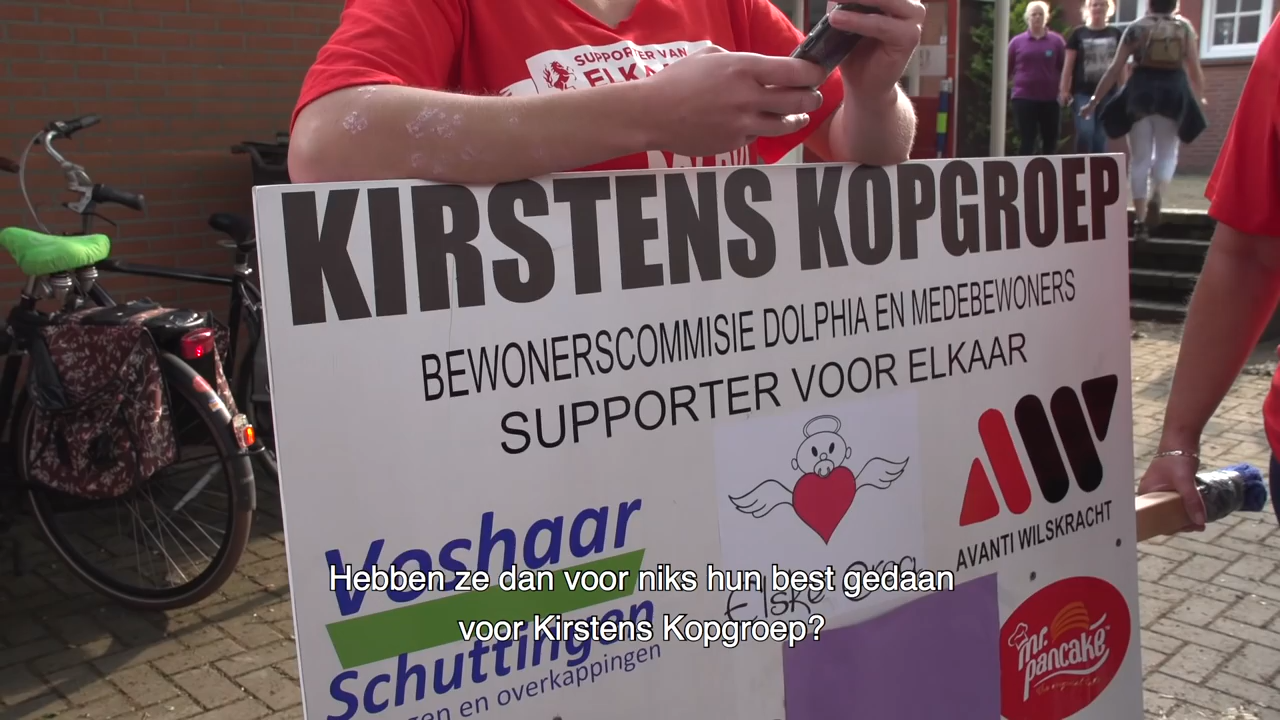 SUPPORTER VAN
KIRSTENS KOPGROEP
BEWONERSCOMMISIE DOLPHIA EN MEDEBEWONERS
SUPPORTER VOOR ELKAAR
AVANTI WILSKRACHT
Voshaar
Schuttingen
en overkappingen
Elske
mr.
pancake
Hebben ze dan voor niks hun best gedaan
voor Kirstens Kopgroep?